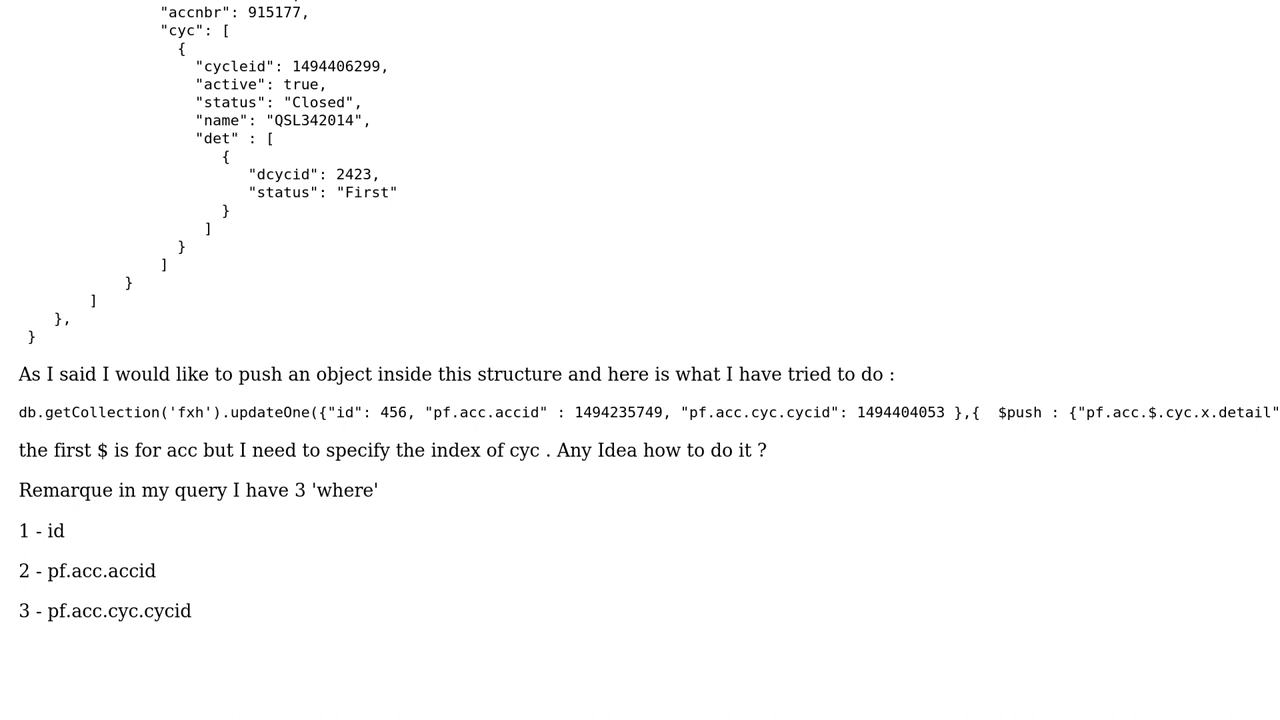 "accnbr": 915177,
"cyc": [
{
"cycleid": 1494406299,
"active": true,
"status": "Closed",
"name": "QSL342014",
"det" : [
{
"dcycid": 2423,
"status": "First"
}
]
}
]
}
]
},
}
As I said I would like to push an object inside this structure and here is what I have tried to do :
db.getCollection('fxh').updateOne({"id": 456, "pf.acc.accid" : 1494235749, "pf.acc.cyc.cycid": 1494404053 },{  $push : {"pf.acc.$.cyc.x.detail"
the first $ is for acc but I need to specify the index of cyc . Any Idea how to do it ?
Remarque in my query I have 3 'where'
1 - id
2 - pf.acc.accid
3 - pf.acc.cyc.cycid